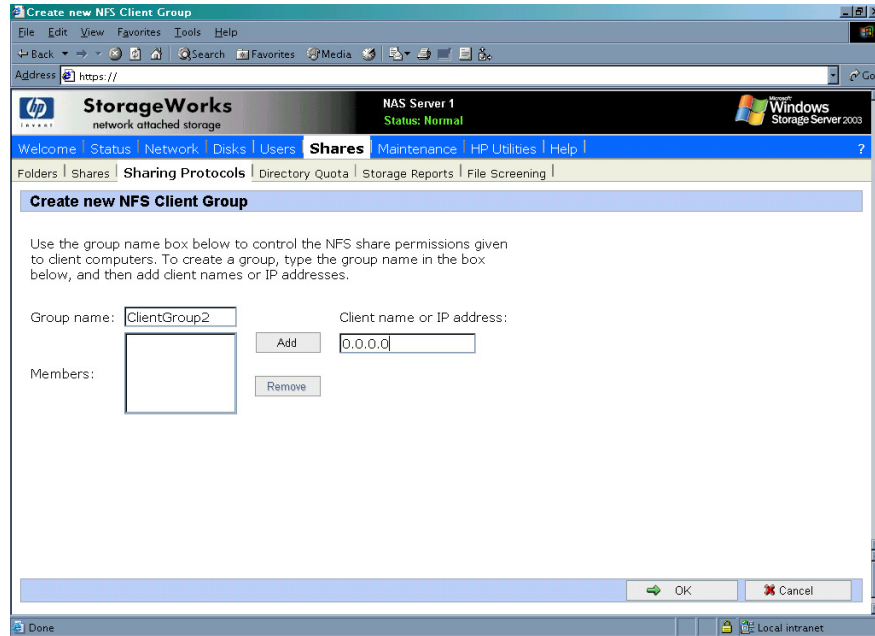 Create new NFS Client Group
File Edit View Favorites Tools Help
Back Search Favorites Media
Address https:// Go
hp
invent
StorageWorks
network attached storage
NAS Server 1
Status: Normal
Microsoft
Windows
Storage Server 2003
Welcome | Status | Network | Disks | Users | Shares | Maintenance | HP Utilities | Help | ?
Folders | Shares | Sharing Protocols | Directory Quota | Storage Reports | File Screening |
Create new NFS Client Group
Use the group name box below to control the NFS share permissions given
to client computers. To create a group, type the group name in the box
below, and then add client names or IP addresses.
Group name: ClientGroup2
Client name or IP address:
Add
0.0.0.0
Members:
Remove
OK
Cancel
Done
Local intranet